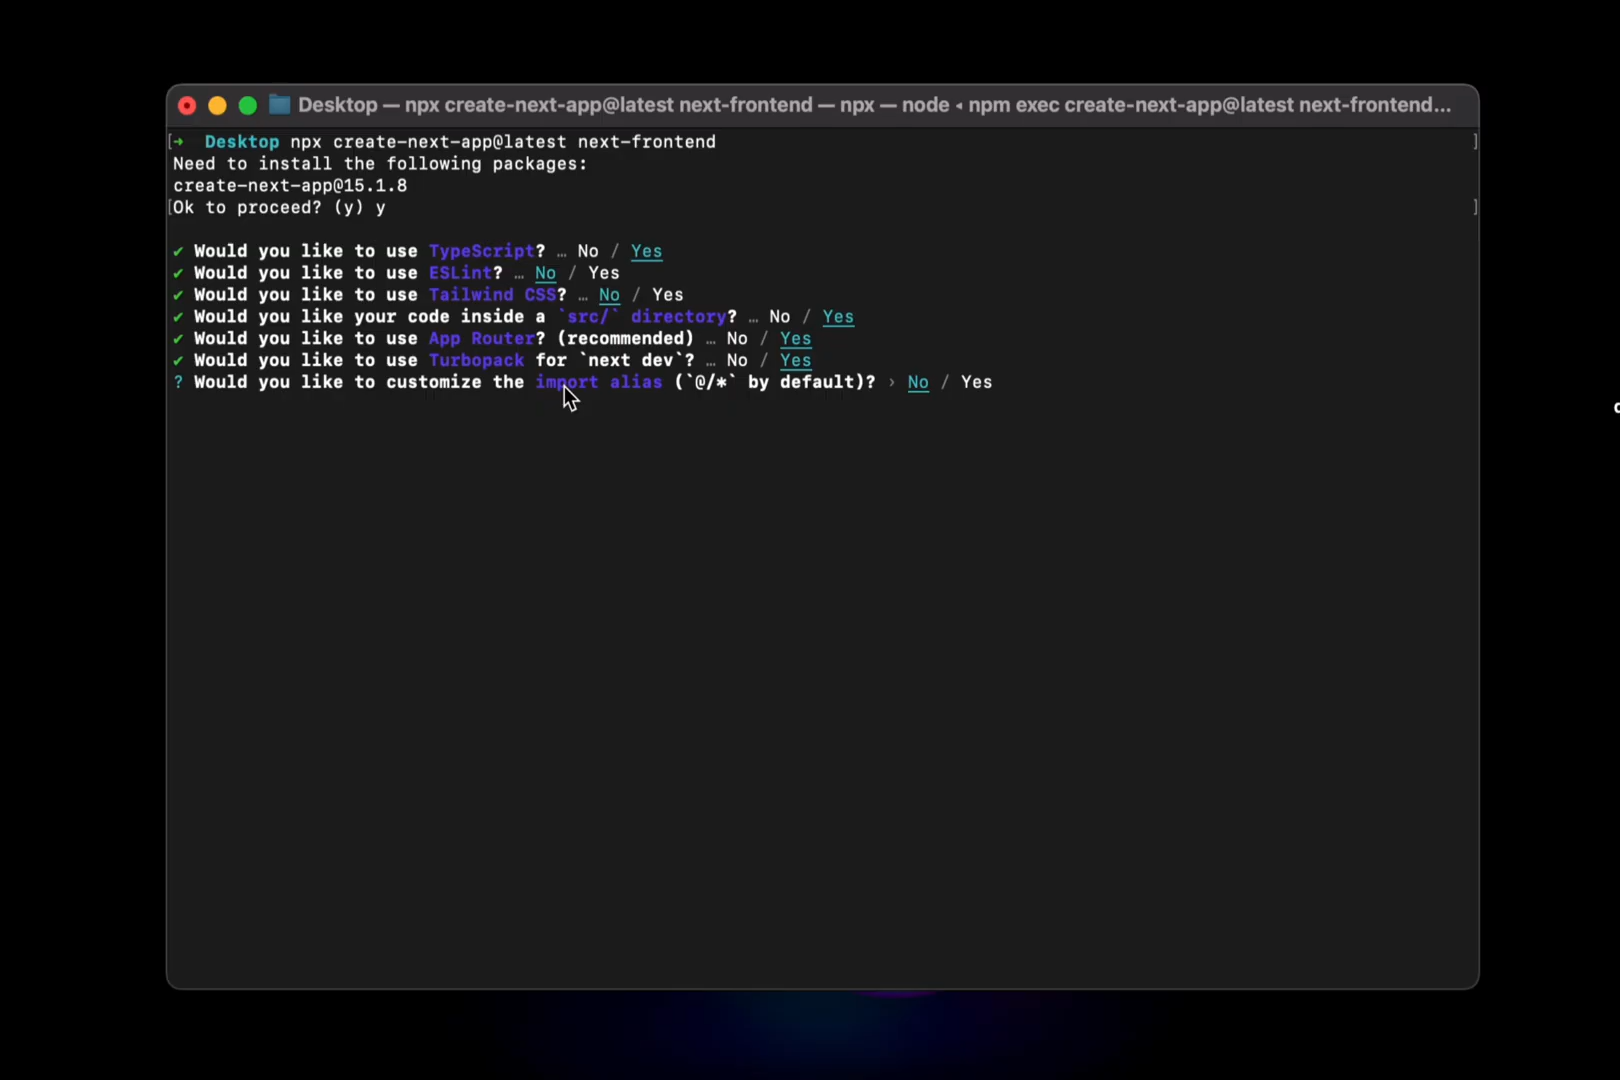 Desktop — npx create-next-app@latest next-frontend — npx — node ◂ npm exec create-next-app@latest next-frontend...
[➜ Desktop npx create-next-app@latest next-frontend ]
Need to install the following packages:
create-next-app@15.1.8
[Ok to proceed? (y) y ]
✔ Would you like to use TypeScript? … No / Yes
✔ Would you like to use ESLint? … No / Yes
✔ Would you like to use Tailwind CSS? … No / Yes
✔ Would you like your code inside a `src/` directory? … No / Yes
✔ Would you like to use App Router? (recommended) … No / Yes
✔ Would you like to use Turbopack for `next dev`? … No / Yes
? Would you like to customize the import alias (`@/*` by default)? › No / Yes